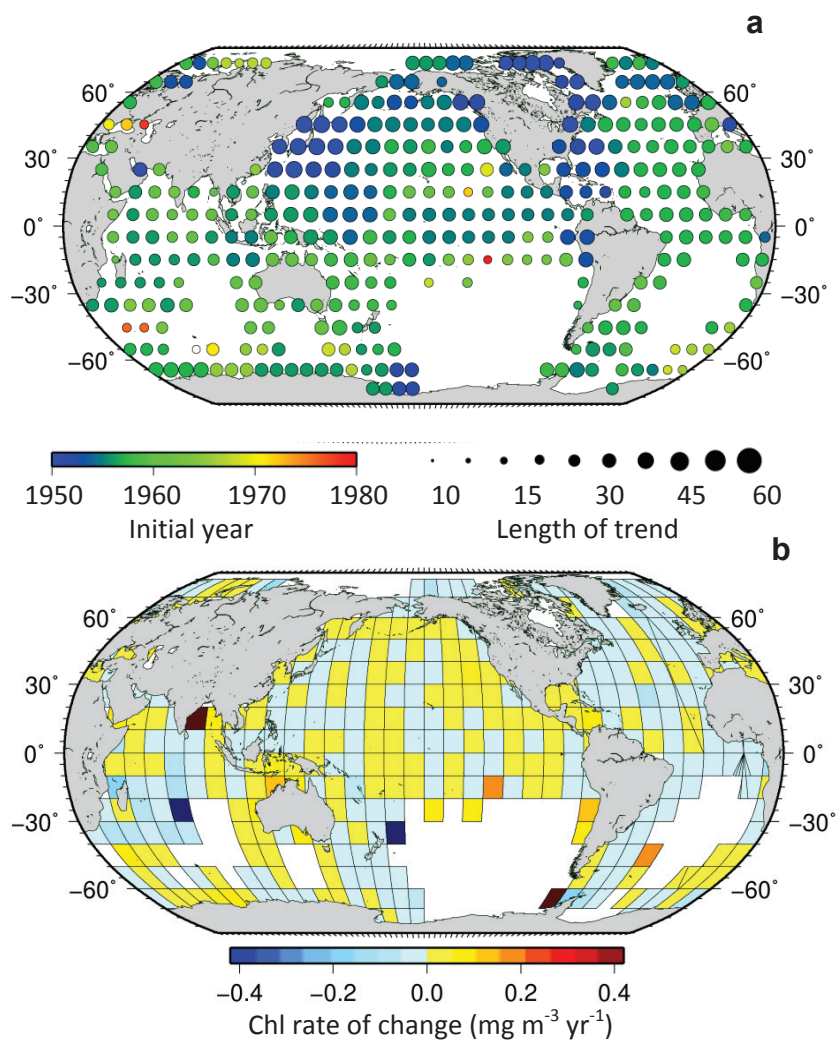 a
60˚
60˚
30˚
30˚
0˚
0˚
−30˚
−30˚
−60˚
−60˚
1950 1960 1970 1980
10 15 30 45 60
Initial year
Length of trend
b
60˚
60˚
30˚
30˚
0˚
0˚
−30˚
−30˚
−60˚
−60˚
−0.4 −0.2 0.0 0.2 0.4
Chl rate of change (mg m⁻³ yr⁻¹)